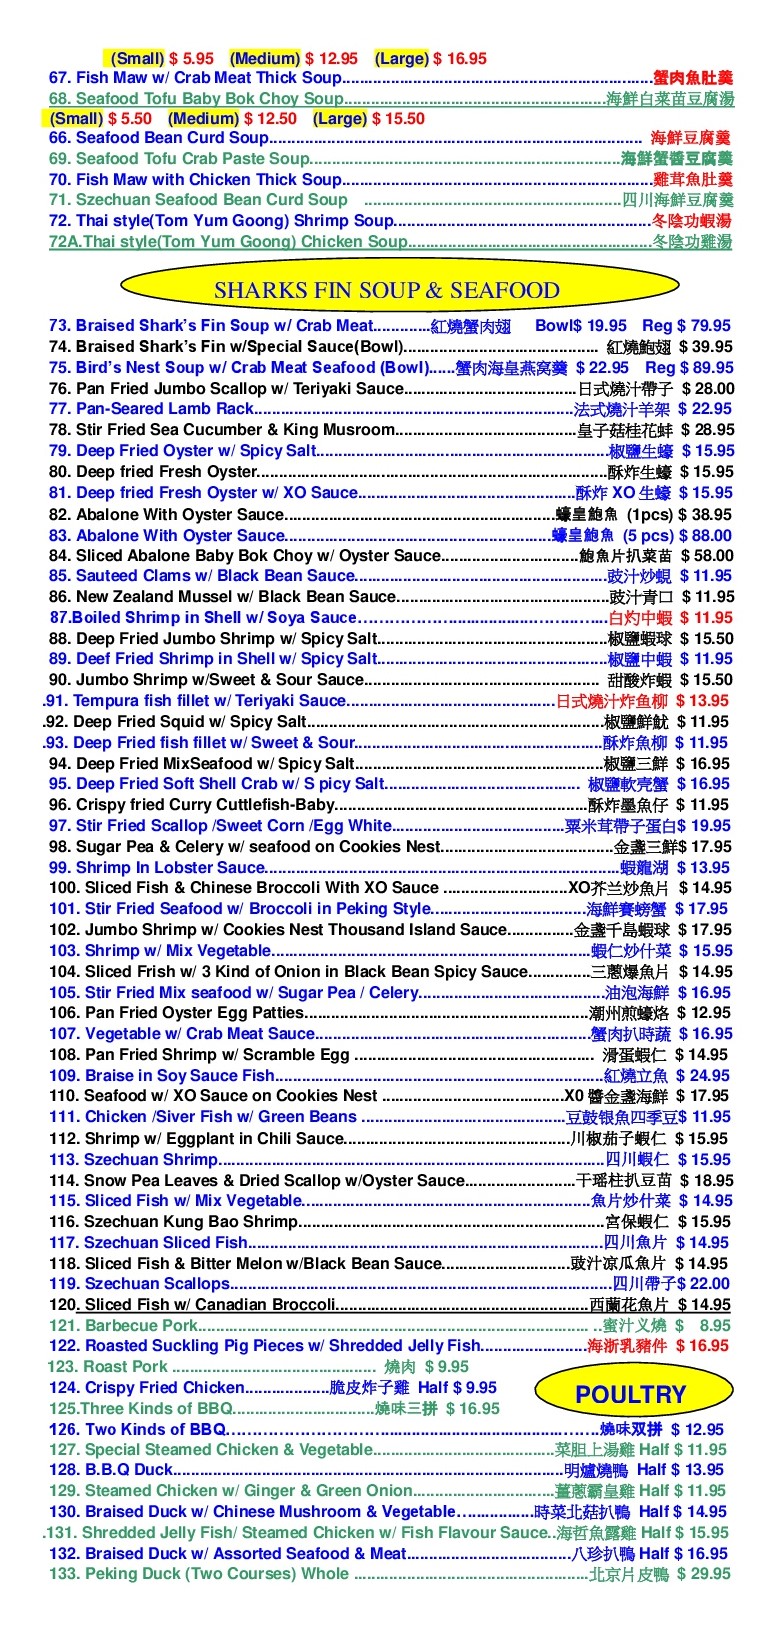 (Small) $ 5.95 (Medium) $ 12.95 (Large) $ 16.95
67. Fish Maw w/ Crab Meat Thick Soup......................................................................蟹肉魚肚羹
68. Seafood Tofu Baby Bok Choy Soup...........................................................海鮮白菜苗豆腐湯
(Small) $ 5.50 (Medium) $ 12.50 (Large) $ 15.50
66. Seafood Bean Curd Soup.................................................................................... 海鮮豆腐羹
69. Seafood Tofu Crab Paste Soup.....................................................................海鮮蟹醬豆腐羹
70. Fish Maw with Chicken Thick Soup.....................................................................雞茸魚肚羹
71. Szechuan Seafood Bean Curd Soup ..........................................................四川海鮮豆腐羹
72. Thai style(Tom Yum Goong) Shrimp Soup..........................................................冬陰功蝦湯
72A.Thai style(Tom Yum Goong) Chicken Soup.......................................................冬陰功雞湯
SHARKS FIN SOUP & SEAFOOD
73. Braised Shark's Fin Soup w/ Crab Meat.............紅燒蟹肉翅 Bowl$ 19.95 Reg $ 79.95
74. Braised Shark's Fin w/Special Sauce(Bowl)............................................ 紅燒鮑翅 $ 39.95
75. Bird's Nest Soup w/ Crab Meat Seafood (Bowl)......蟹肉海皇燕窩羹 $ 22.95 Reg $ 89.95
76. Pan Fried Jumbo Scallop w/ Teriyaki Sauce.......................................日式燒汁帶子 $ 28.00
77. Pan-Seared Lamb Rack........................................................................法式燒汁羊架 $ 22.95
78. Stir Fried Sea Cucumber & King Musroom.........................................皇子菇桂花蚌 $ 28.95
79. Deep Fried Oyster w/ Spicy Salt..................................................................椒鹽生蠔 $ 15.95
80. Deep fried Fresh Oyster...............................................................................酥炸生蠔 $ 15.95
81. Deep fried Fresh Oyster w/ XO Sauce.................................................酥炸 XO 生蠔 $ 15.95
82. Abalone With Oyster Sauce.............................................................蠔皇鮑魚 (1pcs) $ 38.95
83. Abalone With Oyster Sauce............................................................蠔皇鮑魚 (5 pcs) $ 88.00
84. Sliced Abalone Baby Bok Choy w/ Oyster Sauce...............................鮑魚片扒菜苗 $ 58.00
85. Sauteed Clams w/ Black Bean Sauce.........................................................豉汁炒蜆 $ 11.95
86. New Zealand Mussel w/ Black Bean Sauce................................................豉汁青口 $ 11.95
87.Boiled Shrimp in Shell w/ Soya Sauce.........................................................白灼中蝦 $ 11.95
88. Deep Fried Jumbo Shrimp w/ Spicy Salt....................................................椒鹽蝦球 $ 15.50
89. Deef Fried Shrimp in Shell w/ Spicy Salt....................................................椒鹽中蝦 $ 11.95
90. Jumbo Shrimp w/Sweet & Sour Sauce..................................................... 甜酸炸蝦 $ 15.50
.91. Tempura fish fillet w/ Teriyaki Sauce...............................................日式燒汁炸鱼柳 $ 13.95
.92. Deep Fried Squid w/ Spicy Salt...................................................................椒鹽鮮魷 $ 11.95
.93. Deep Fried fish fillet w/ Sweet & Sour........................................................酥炸魚柳 $ 11.95
94. Deep Fried MixSeafood w/ Spicy Salt........................................................椒鹽三鮮 $ 16.95
95. Deep Fried Soft Shell Crab w/ S picy Salt............................................ 椒鹽軟壳蟹 $ 16.95
96. Crispy fried Curry Cuttlefish-Baby.........................................................酥炸墨魚仔 $ 11.95
97. Stir Fried Scallop /Sweet Corn /Egg White.......................................粟米茸帶子蛋白$ 19.95
98. Sugar Pea & Celery w/ seafood on Cookies Nest.......................................金盞三鮮$ 17.95
99. Shrimp In Lobster Sauce................................................................................蝦龍湖 $ 13.95
100. Sliced Fish & Chinese Broccoli With XO Sauce ............................XO芥兰炒魚片 $ 14.95
101. Stir Fried Seafood w/ Broccoli in Peking Style...................................海鮮賽螃蟹 $ 17.95
102. Jumbo Shrimp w/ Cookies Nest Thousand Island Sauce...............金盞千島蝦球 $ 17.95
103. Shrimp w/ Mix Vegetable........................................................................蝦仁炒什菜 $ 15.95
104. Sliced Frish w/ 3 Kind of Onion in Black Bean Spicy Sauce..............三蔥爆魚片 $ 14.95
105. Stir Fried Mix seafood w/ Sugar Pea / Celery..........................................油泡海鮮 $ 16.95
106. Pan Fried Oyster Egg Patties................................................................潮州煎蠔烙 $ 12.95
107. Vegetable w/ Crab Meat Sauce..............................................................蟹肉扒時蔬 $ 16.95
108. Pan Fried Shrimp w/ Scramble Egg ...................................................... 滑蛋蝦仁 $ 14.95
109. Braise in Soy Sauce Fish..........................................................................紅燒立魚 $ 24.95
110. Seafood w/ XO Sauce on Cookies Nest .........................................X0 醬金盞海鮮 $ 17.95
111. Chicken /Siver Fish w/ Green Beans ...............................................豆鼓银魚四季豆$ 11.95
112. Shrimp w/ Eggplant in Chili Sauce...................................................川椒茄子蝦仁 $ 15.95
113. Szechuan Shrimp.......................................................................................四川蝦仁 $ 15.95
114. Snow Pea Leaves & Dried Scallop w/Oyster Sauce.........................干瑶柱扒豆苗 $ 18.95
115. Sliced Fish w/ Mix Vegetable..................................................................魚片炒什菜 $ 14.95
116. Szechuan Kung Bao Shrimp.....................................................................宮保蝦仁 $ 15.95
117. Szechuan Sliced Fish................................................................................四川魚片 $ 14.95
118. Sliced Fish & Bitter Melon w/Black Bean Sauce.............................豉汁凉瓜魚片 $ 14.95
119. Szechuan Scallops......................................................................................四川帶子$ 22.00
120. Sliced Fish w/ Canadian Broccoli.........................................................西蘭花魚片 $ 14.95
121. Barbecue Pork......................................................................................... ..蜜汁义燒 $ 8.95
122. Roasted Suckling Pig Pieces w/ Shredded Jelly Fish........................海浙乳豬件 $ 16.95
123. Roast Pork .............................................. 燒肉 $ 9.95
124. Crispy Fried Chicken...................脆皮炸子雞 Half $ 9.95
POULTRY
125.Three Kinds of BBQ................................燒味三拼 $ 16.95
126. Two Kinds of BBQ....................................................................................燒味双拼 $ 12.95
127. Special Steamed Chicken & Vegetable.........................................菜胆上湯雞 Half $ 11.95
128. B.B.Q Duck........................................................................................明爐燒鴨 Half $ 13.95
129. Steamed Chicken w/ Ginger & Green Onion................................薑蔥霸皇雞 Half $ 11.95
130. Braised Duck w/ Chinese Mushroom & Vegetable..................時菜北菇扒鴨 Half $ 14.95
.131. Shredded Jelly Fish/ Steamed Chicken w/ Fish Flavour Sauce..海哲魚露雞 Half $ 15.95
132. Braised Duck w/ Assorted Seafood & Meat.....................................八珍扒鴨 Half $ 16.95
133. Peking Duck (Two Courses) Whole .....................................................北京片皮鴨 $ 29.95